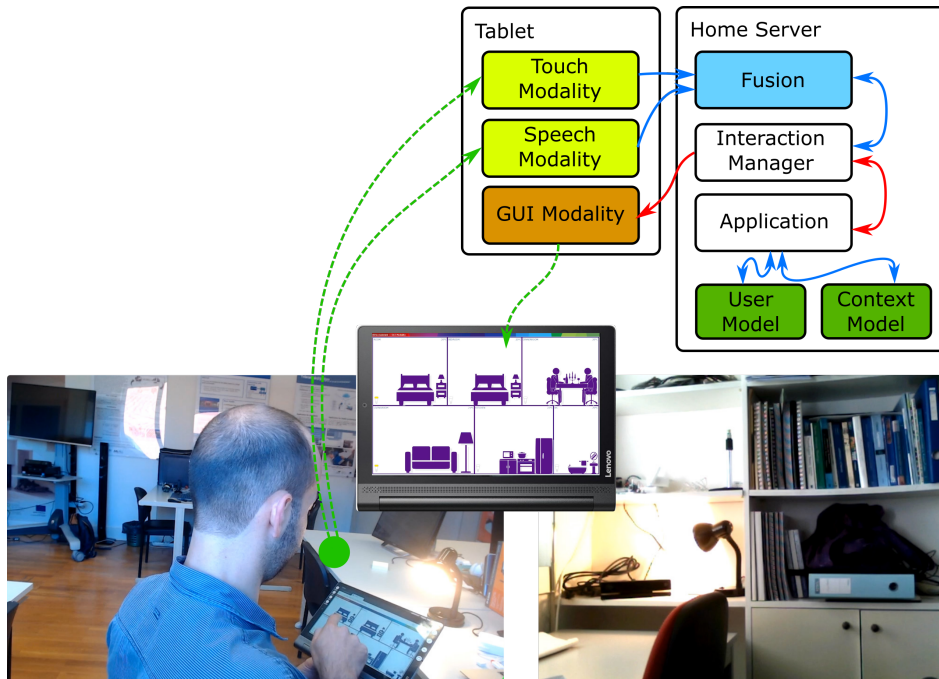 Tablet
Touch
Modality
Speech
Modality
GUI Modality
Home Server
Fusion
Interaction
Manager
Application
User
Model
Context
Model
Lenovo